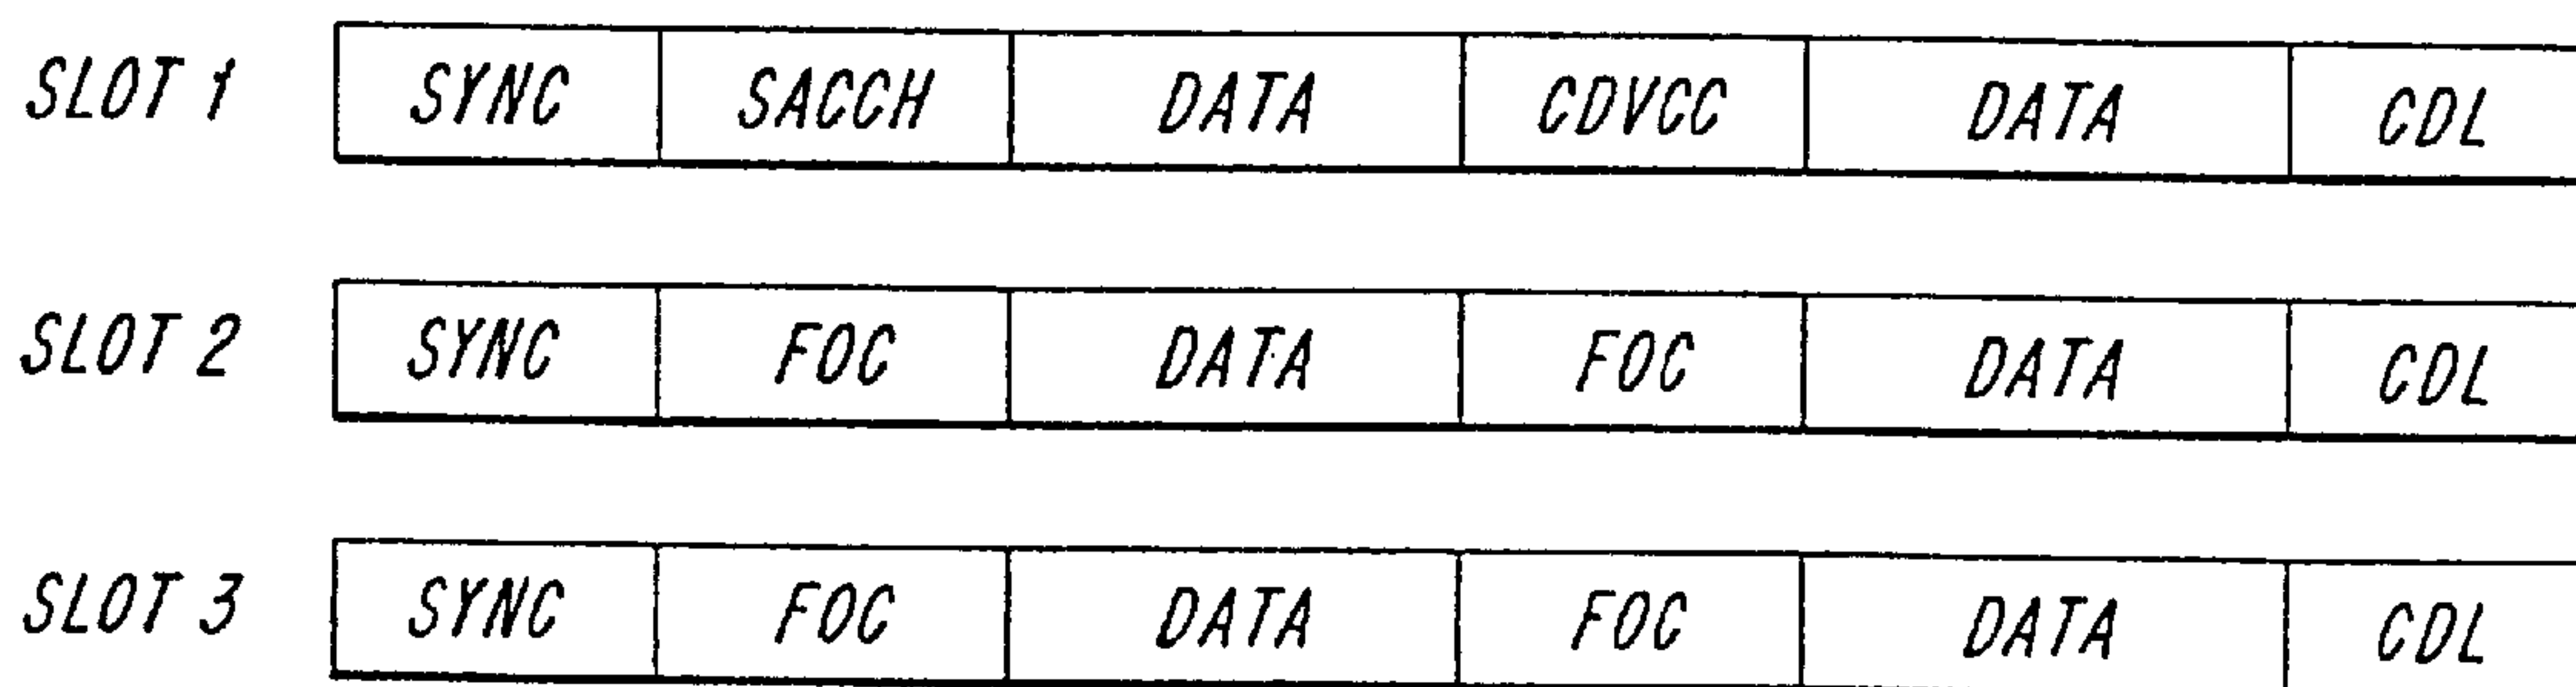 SLOT 1 SYNC SACCH DATA CDVCC DATA CDL
SLOT 2 SYNC FOC DATA FOC DATA CDL
SLOT 3 SYNC FOC DATA FOC DATA CDL